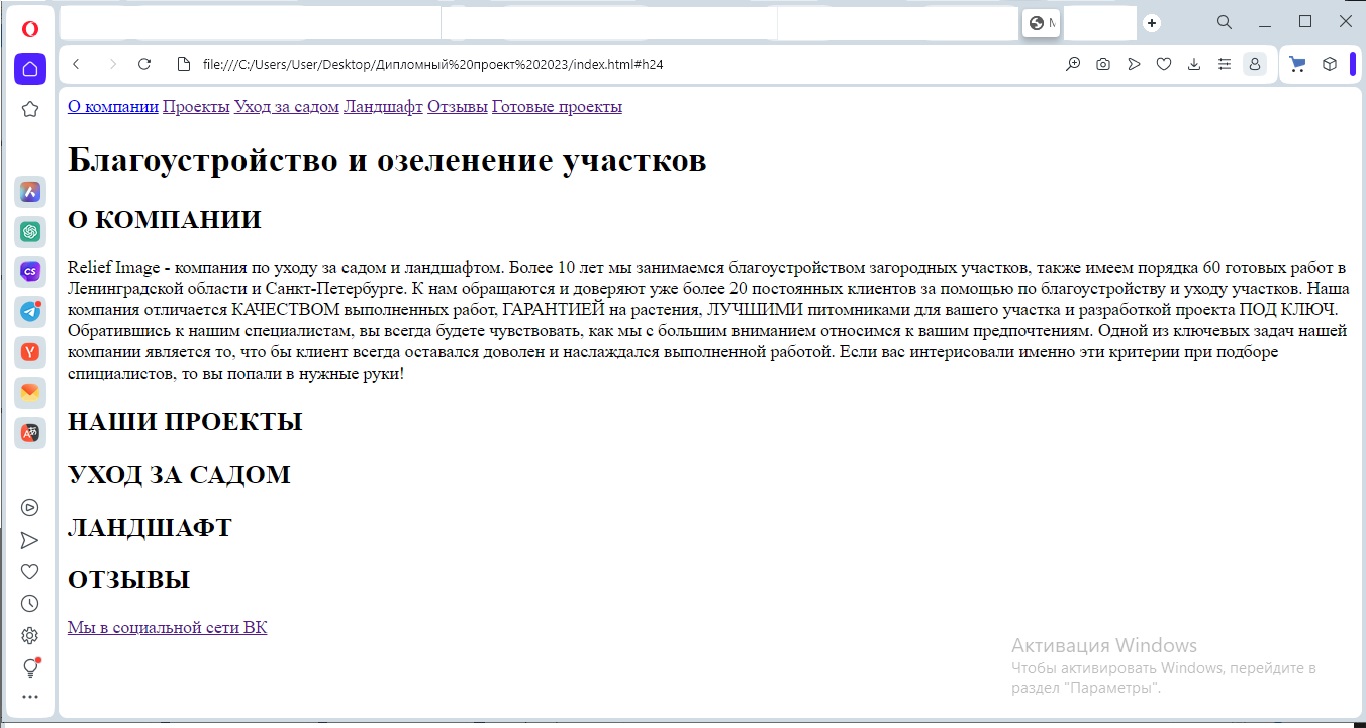 M
file:///C:/Users/User/Desktop/Дипломный%20проект%202023/index.html#h24
О компании Проекты Уход за садом Ландшафт Отзывы Готовые проекты
Благоустройство и озеленение участков
О КОМПАНИИ
Relief Image - компания по уходу за садом и ландшафтом. Более 10 лет мы занимаемся благоустройством загородных участков, также имеем порядка 60 готовых работ в
Ленинградской области и Санкт-Петербурге. К нам обращаются и доверяют уже более 20 постоянных клиентов за помощью по благоустройству и уходу участков. Наша
компания отличается КАЧЕСТВОМ выполненных работ, ГАРАНТИЕЙ на растения, ЛУЧШИМИ питомниками для вашего участка и разработкой проекта ПОД КЛЮЧ.
Обратившись к нашим специалистам, вы всегда будете чувствовать, как мы с большим вниманием относимся к вашим предпочтениям. Одной из ключевых задач нашей
компании является то, что бы клиент всегда оставался доволен и наслаждался выполненной работой. Если вас интерисовали именно эти критерии при подборе
спициалистов, то вы попали в нужные руки!
НАШИ ПРОЕКТЫ
УХОД ЗА САДОМ
ЛАНДШАФТ
ОТЗЫВЫ
Мы в социальной сети ВК
Активация Windows
Чтобы активировать Windows, перейдите в
раздел "Параметры".